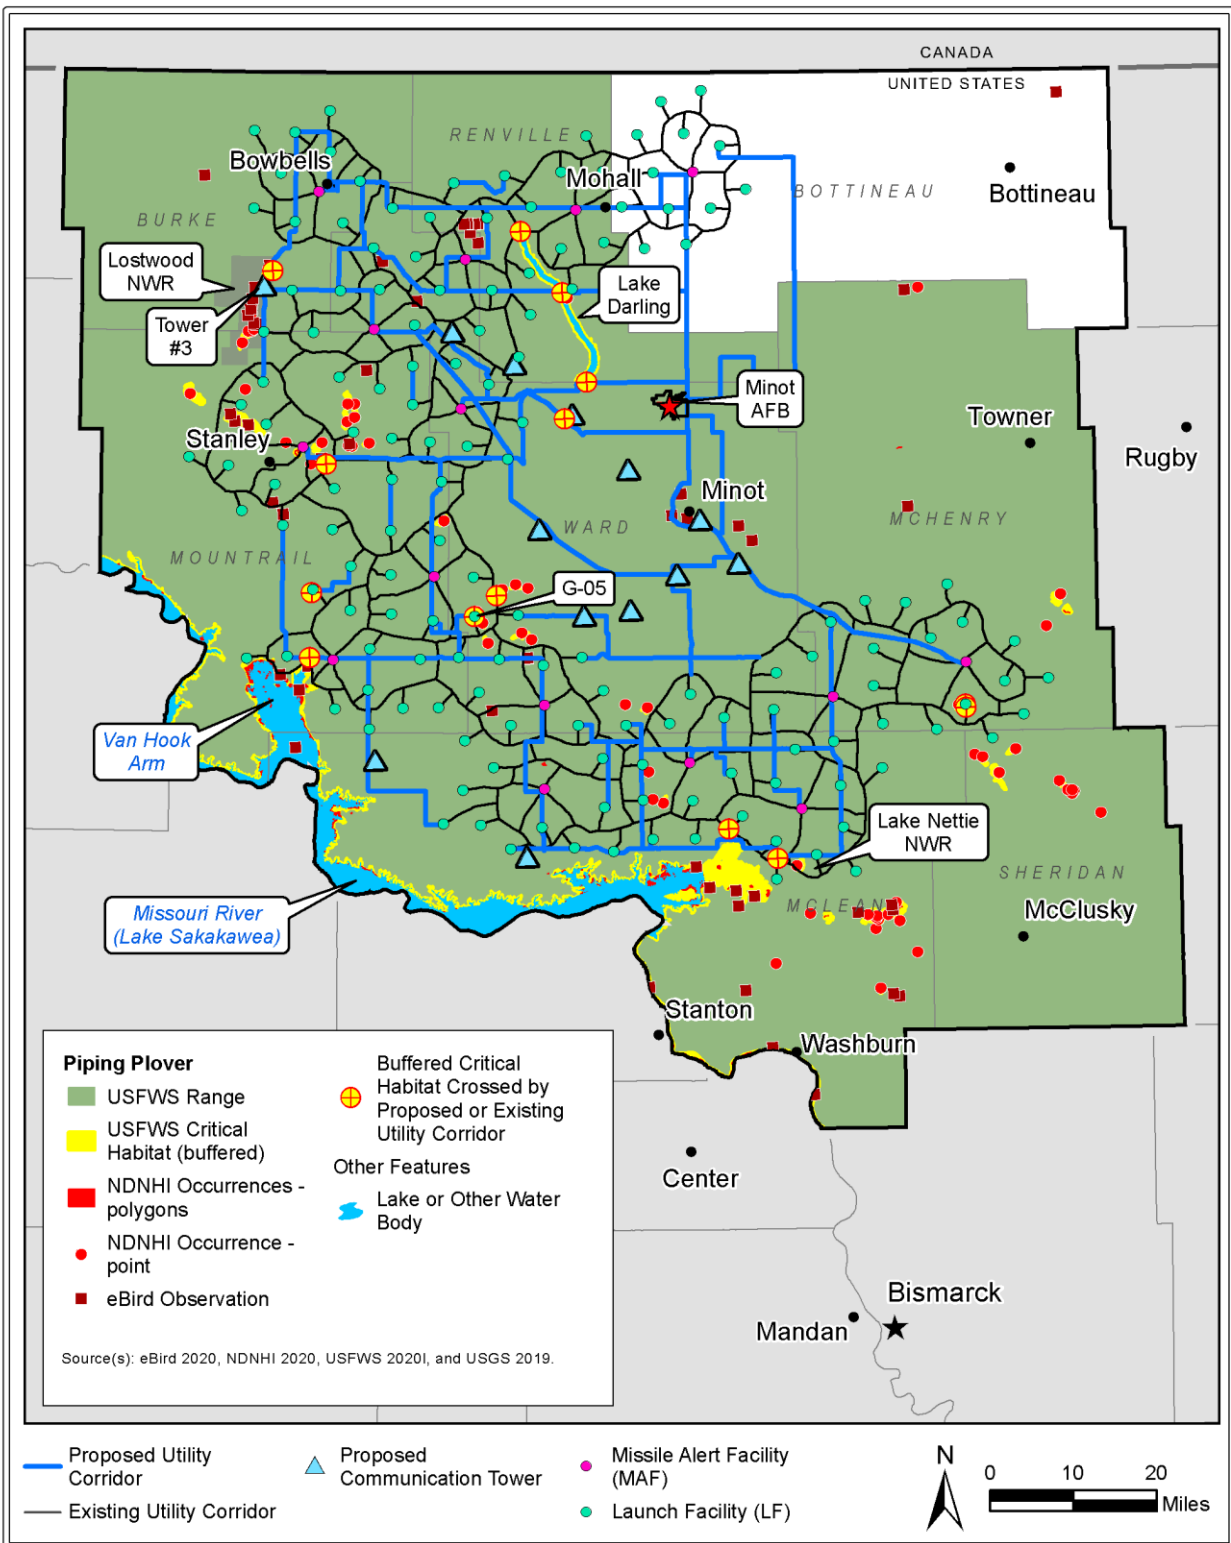 CANADA
UNITED STATES
RENVILLE
Bowbells
Mohall
BOTTINEAU
Bottineau
BURKE
Lostwood
NWR
Lake
Darling
Tower
#3
Minot
AFB
Towner
Stanley
Rugby
Minot
WARD
MCHENRY
MOUNTRAIL
G-05
Van Hook
Arm
Lake Nettie
NWR
SHERIDAN
MCLEAN
McClusky
Missouri River
(Lake Sakakawea)
Stanton
Washburn
Piping Plover
USFWS Range
USFWS Critical
Habitat (buffered)
NDNHI Occurrences -
polygons
NDNHI Occurrence -
point
eBird Observation
Buffered Critical
Habitat Crossed by
Proposed or Existing
Utility Corridor
Other Features
Lake or Other Water
Body
Source(s): eBird 2020, NDNHI 2020, USFWS 2020l, and USGS 2019.
Center
Bismarck
Mandan
Proposed Utility
Corridor
Existing Utility Corridor
Proposed
Communication Tower
Missile Alert Facility
(MAF)
Launch Facility (LF)
N
0 10 20
Miles